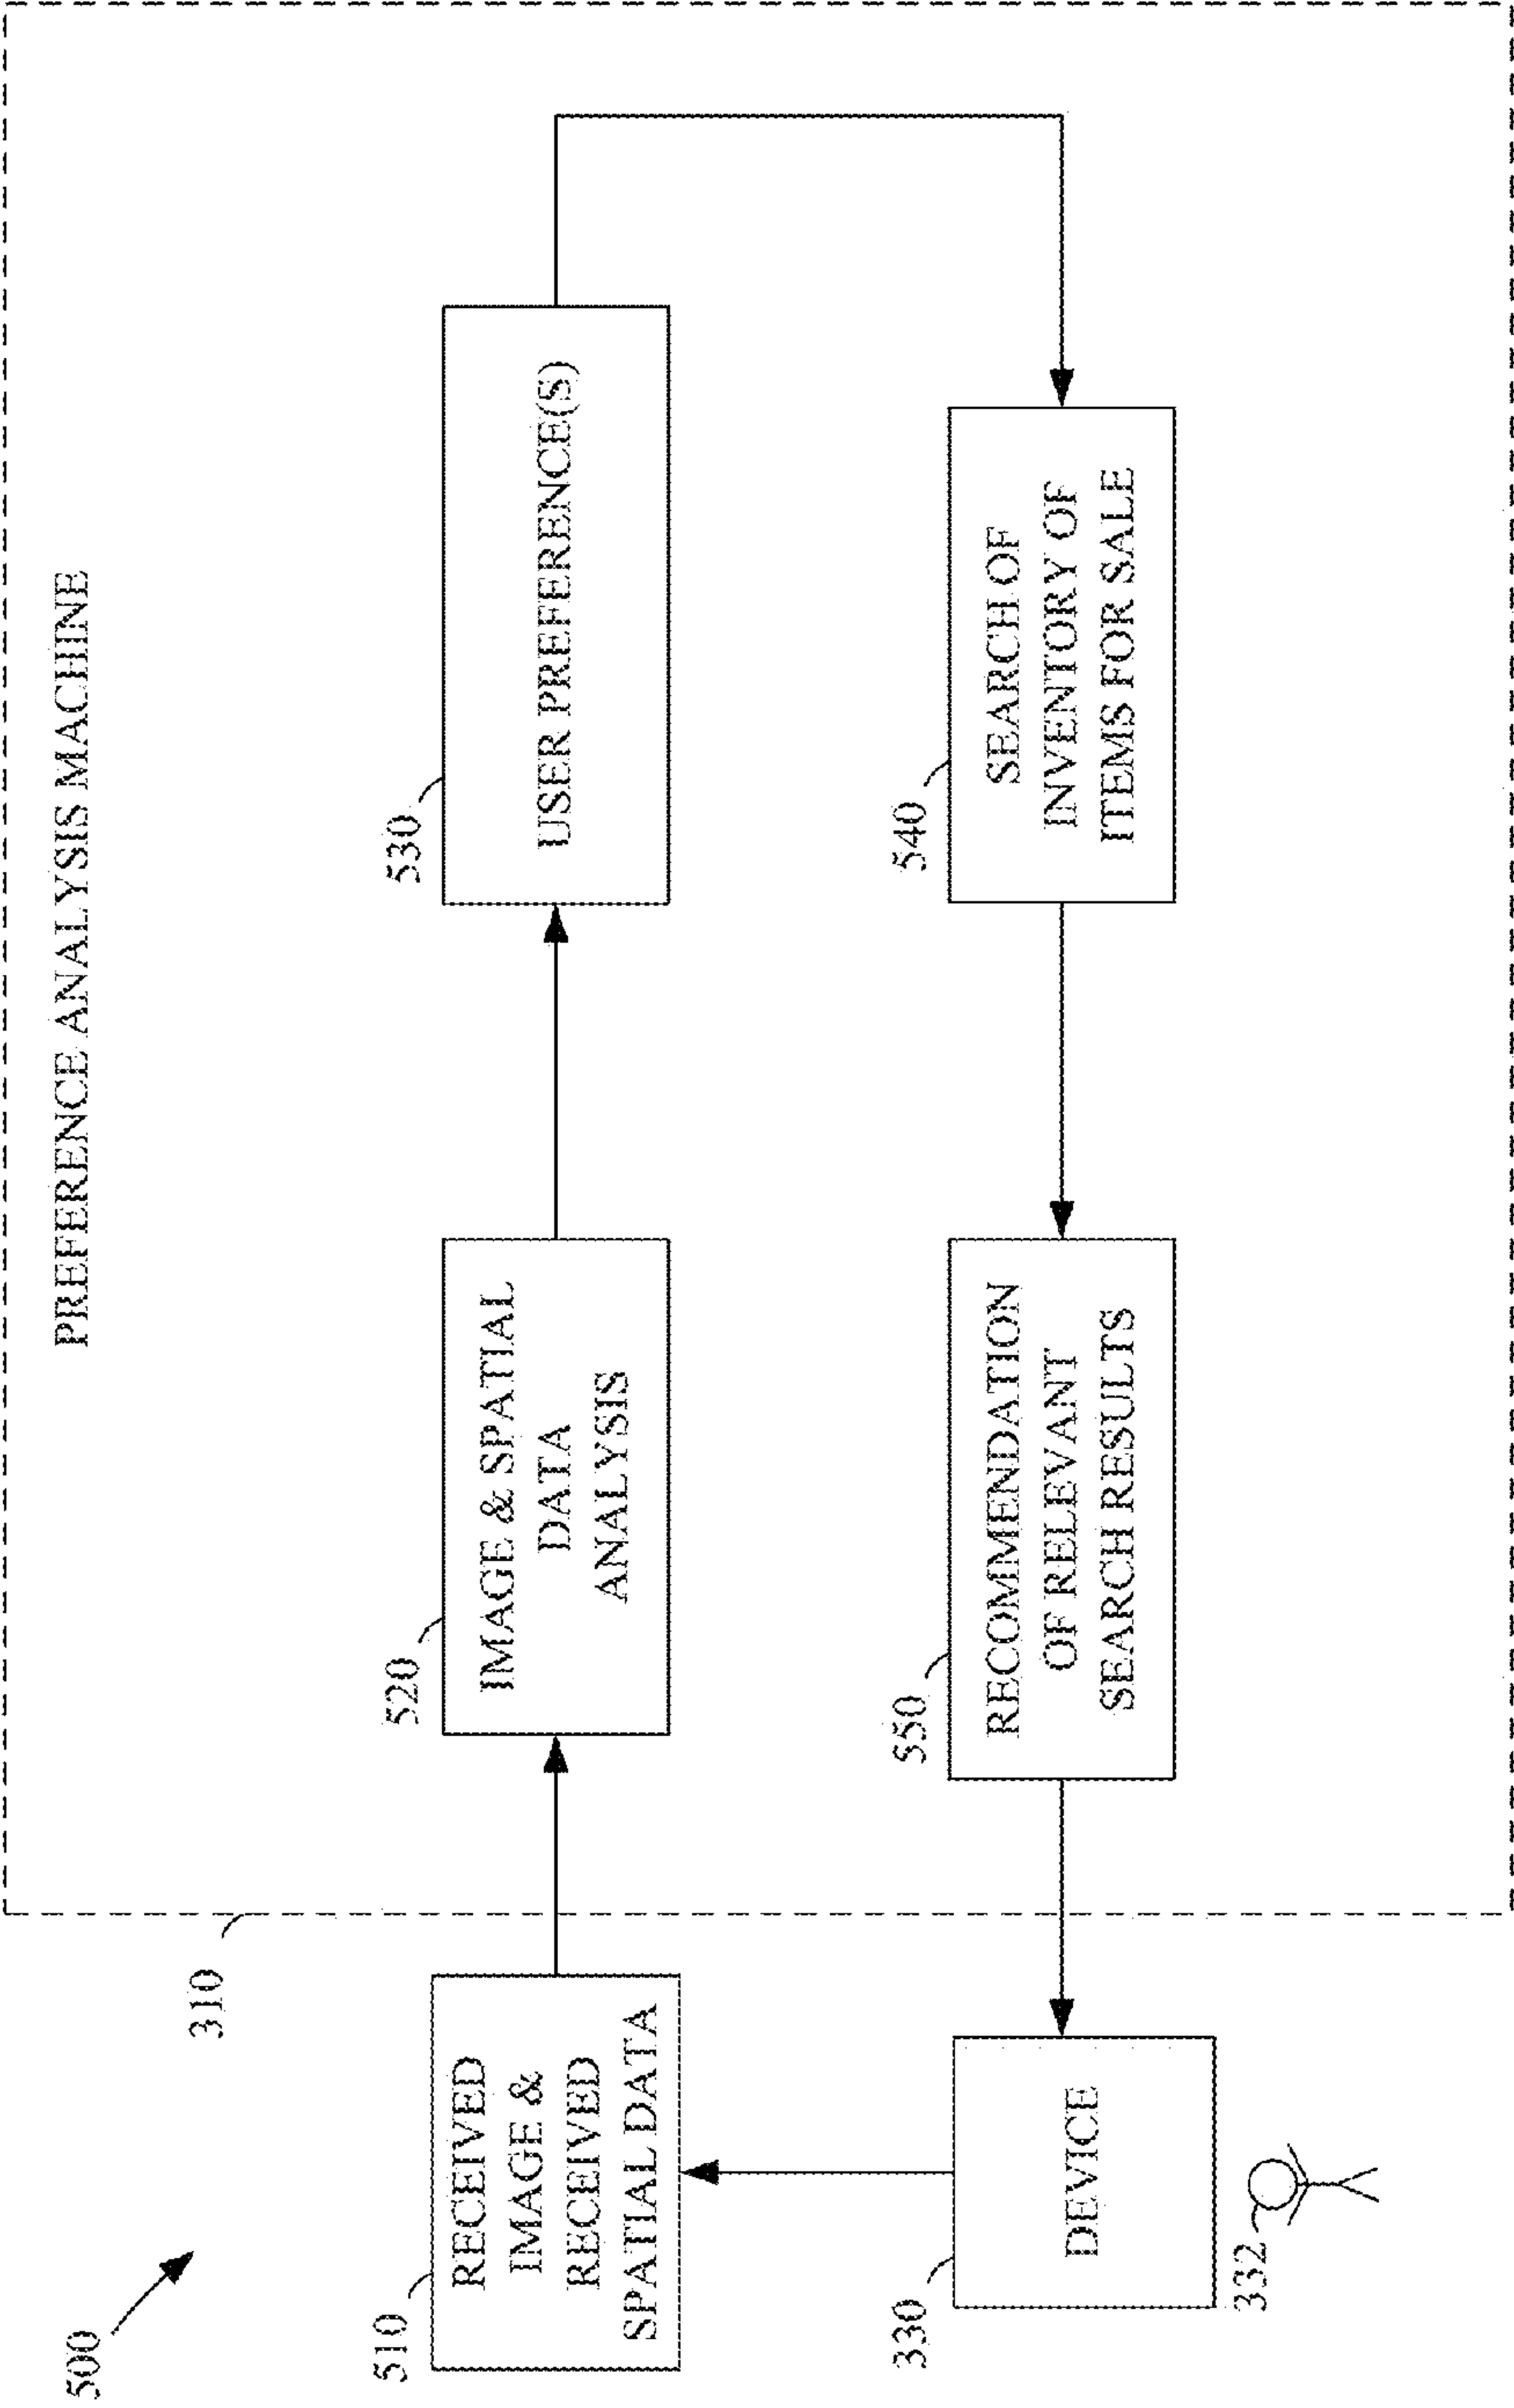 500
310
PREFERENCE ANALYSIS MACHINE
510
RECEIVED
IMAGE &
RECEIVED
SPATIAL DATA
520
IMAGE & SPATIAL
DATA
ANALYSIS
530
USER PREFERENCE(S)
330
DEVICE
332
550
RECOMMENDATION
OF RELEVANT
SEARCH RESULTS
540
SEARCH OF
INVENTORY OF
ITEMS FOR SALE